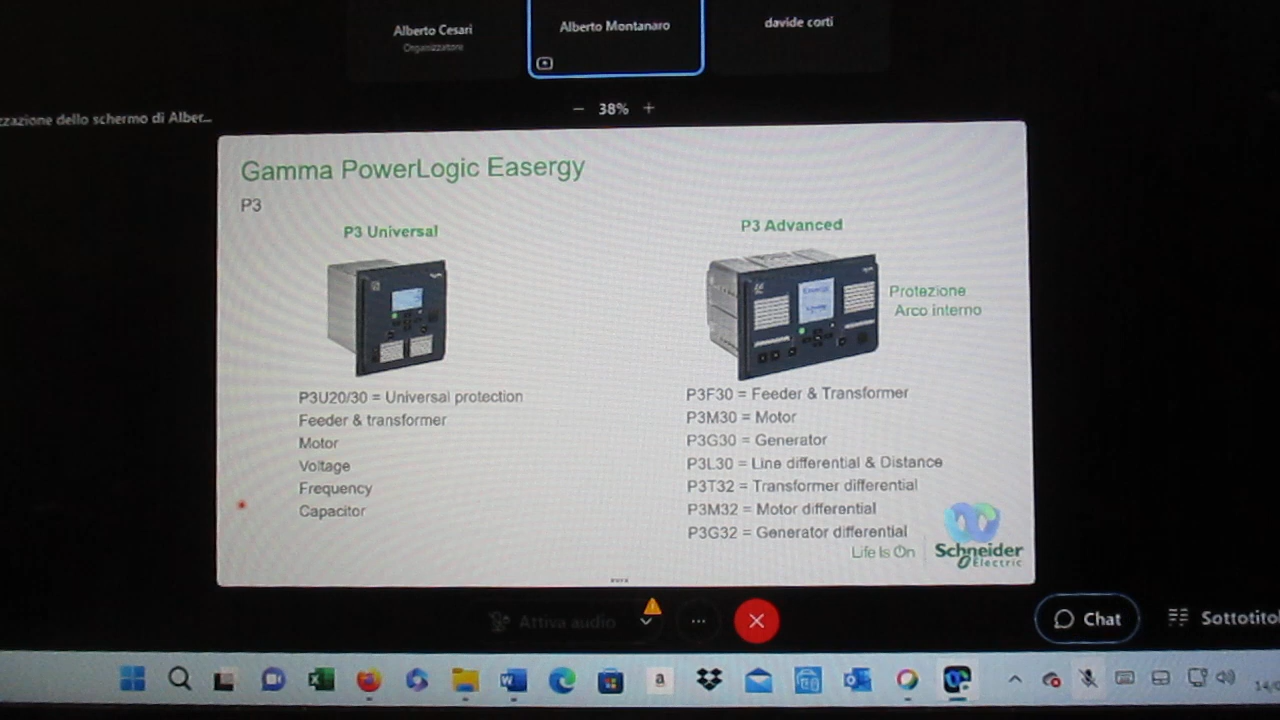 Alberto Cesari
Organizzatore
Alberto Montanaro
davide corti
38%
zzazione dello schermo di Alber...
Gamma PowerLogic Easergy
P3
P3 Universal
P3 Advanced
Protezione
Arco interno
P3U20/30 = Universal protection
Feeder & transformer
Motor
Voltage
Frequency
Capacitor
P3F30 = Feeder & Transformer
P3M30 = Motor
P3G30 = Generator
P3L30 = Line differential & Distance
P3T32 = Transformer differential
P3M32 = Motor differential
P3G32 = Generator differential
Life Is On
Schneider
Electric
Attiva audio
Chat
Sottotitol
a
14/0